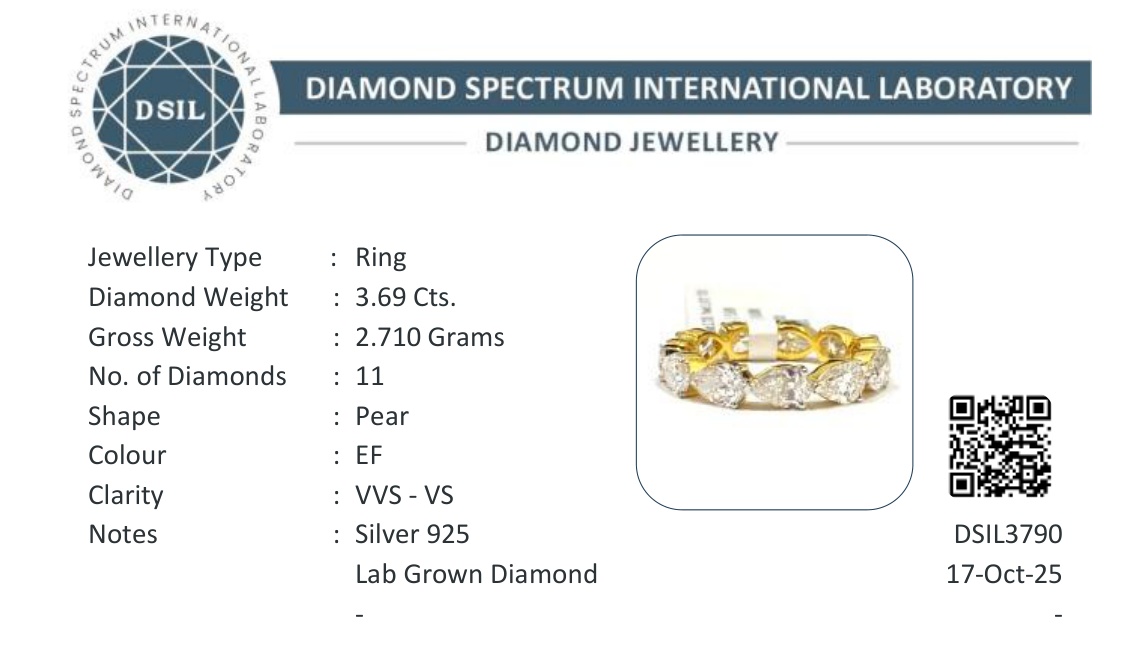 DIAMOND SPECTRUM INTERNATIONAL LABORATORY
DSIL
DIAMOND SPECTRUM INTERNATIONAL LABORATORY
DIAMOND JEWELLERY
Jewellery Type : Ring
Diamond Weight : 3.69 Cts.
Gross Weight : 2.710 Grams
No. of Diamonds : 11
Shape : Pear
Colour : EF
Clarity : VVS - VS
Notes : Silver 925
DSIL3790
Lab Grown Diamond
17-Oct-25
-
-